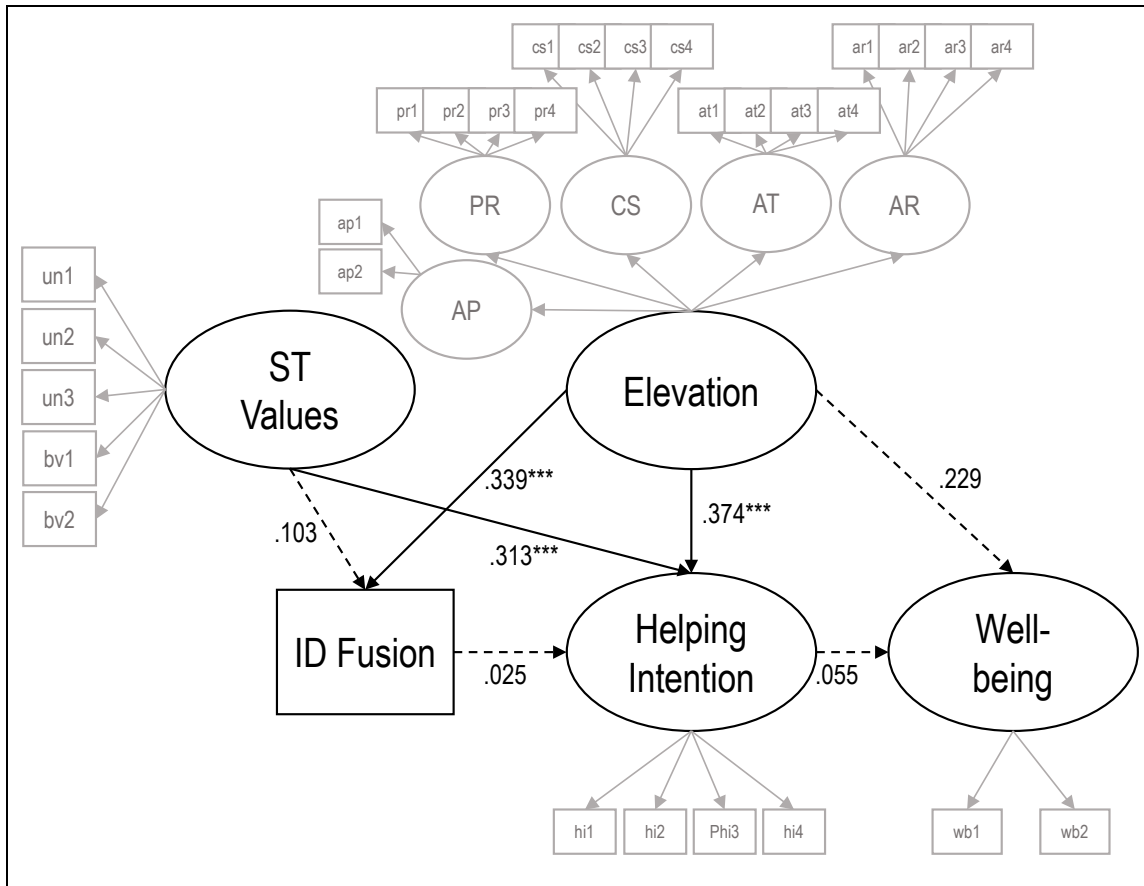 cs1 cs2 cs3 cs4
ar1 ar2 ar3 ar4
pr1 pr2 pr3 pr4
at1 at2 at3 at4
PR
CS
AT
AR
ap1
ap2
AP
un1
un2
un3
bv1
bv2
ST
Values
Elevation
.339***
.374***
.229
.103
.313***
ID Fusion
.025
Helping
Intention
.055
Well-
being
hi1 hi2 Phi3 hi4
wb1 wb2